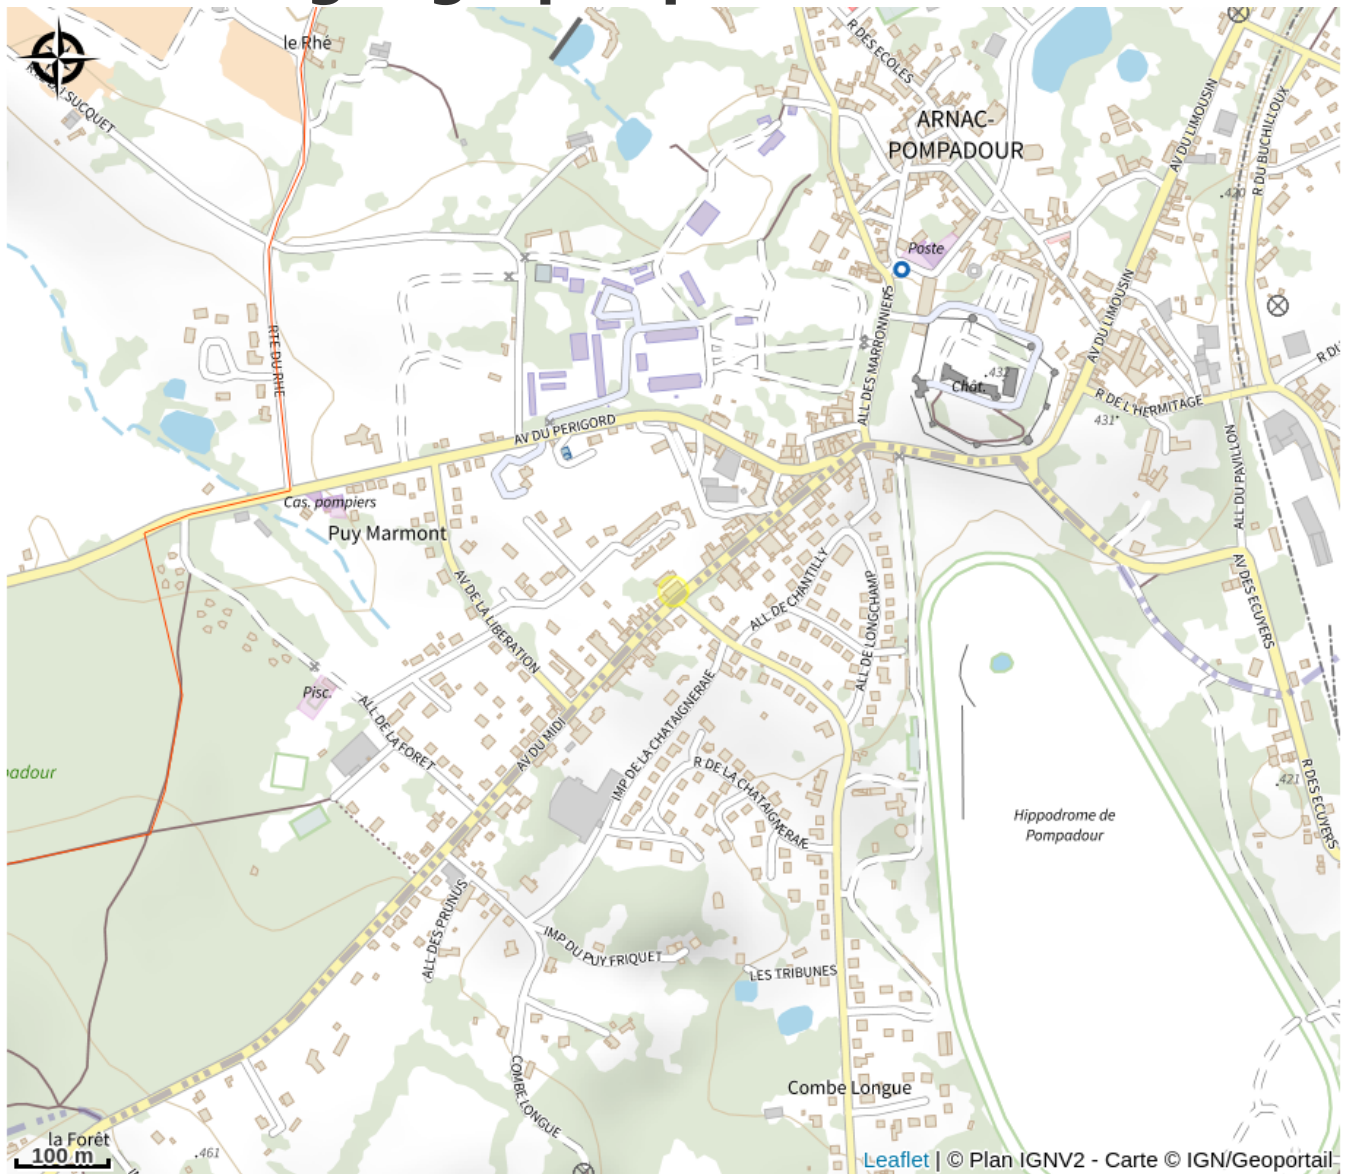 le Rhé
R DES ECOLES
ARNAC-
POMPADOUR
AV DU LIMOUSIN
R DU BUCHILLOUX
.420
Poste
RTE DU RHE
ALL DES MARRONNIERS
AV DU LIMOUSIN
.432
Chât.
R DE L'HERMITAGE
431
AV DU PERIGORD
ALL DU PAVILLON
Cas. pompiers
Puy Marmont
AV DE LA LIBERATION
ALL DE CHANTILLY
ALL DE LONGCHAMP
AV DES ECUYERS
Pisc.
ALL DE LA FORET
AV DU MIDI
IMP DE LA CHATAIGNERAIE
R DE LA CHATAIGNERAIE
.421
R DES ECUYERS
Hippodrome de
Pompadour
ALL DES PRUNUS
IMP DU PUY FRIQUET
LES TRIBUNES
COMBE LONGUE
Combe Longue
la Forêt
.461
100 m
Leaflet | © Plan IGNV2 - Carte © IGN/Geoportail